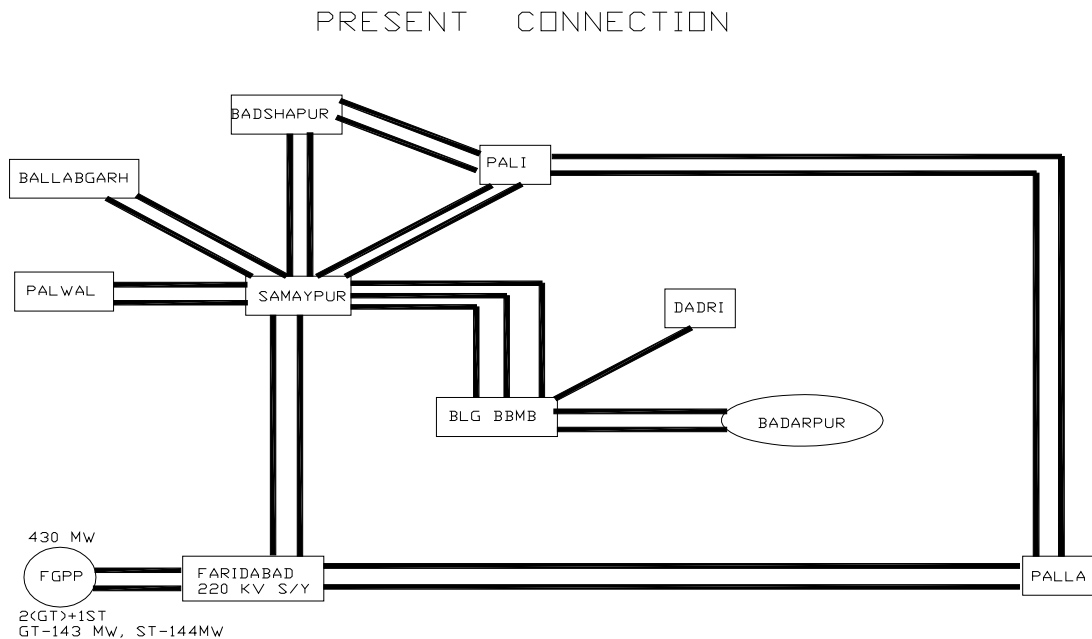 PRESENT CONNECTION
BADSHAPUR
PALI
BALLABGARH
PALWAL
SAMAYPUR
DADRI
BLG BBMB
BADARPUR
430 MW
FGPP
FARIDABAD
220 KV S/Y
PALLA
2(GT)+1ST
GT-143 MW, ST-144MW